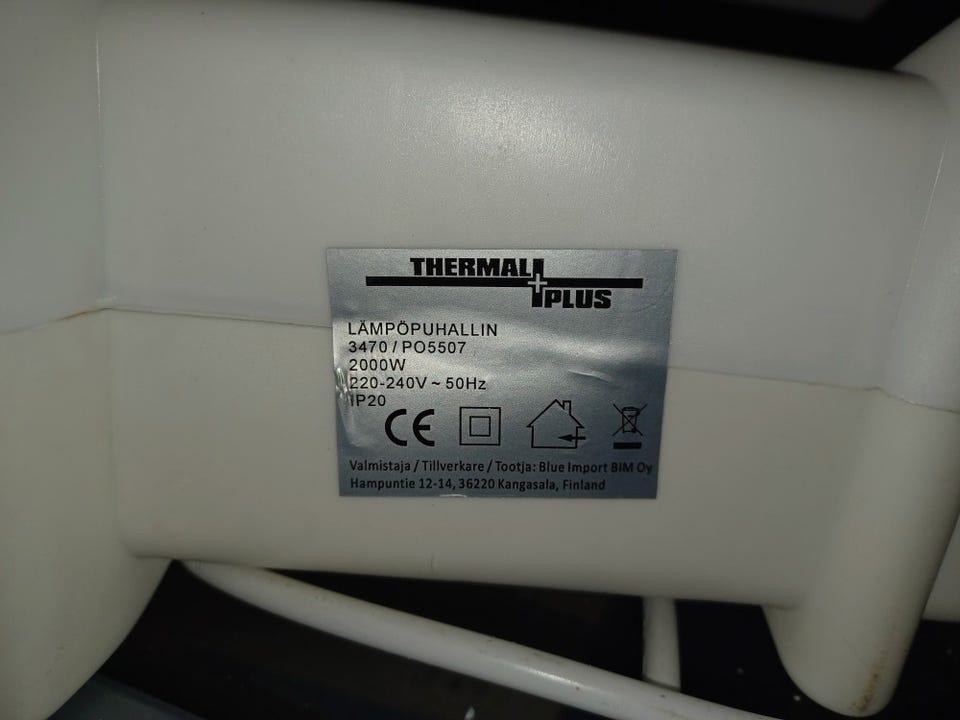 THERMAL
PLUS
LÄMPÖPUHALLIN
3470 / PO5507
2000W
220-240V ~ 50Hz
IP20
CE
Valmistaja / Tillverkare / Tootja: Blue Import BIM Oy
Hampuntie 12-14, 36220 Kangasala, Finland